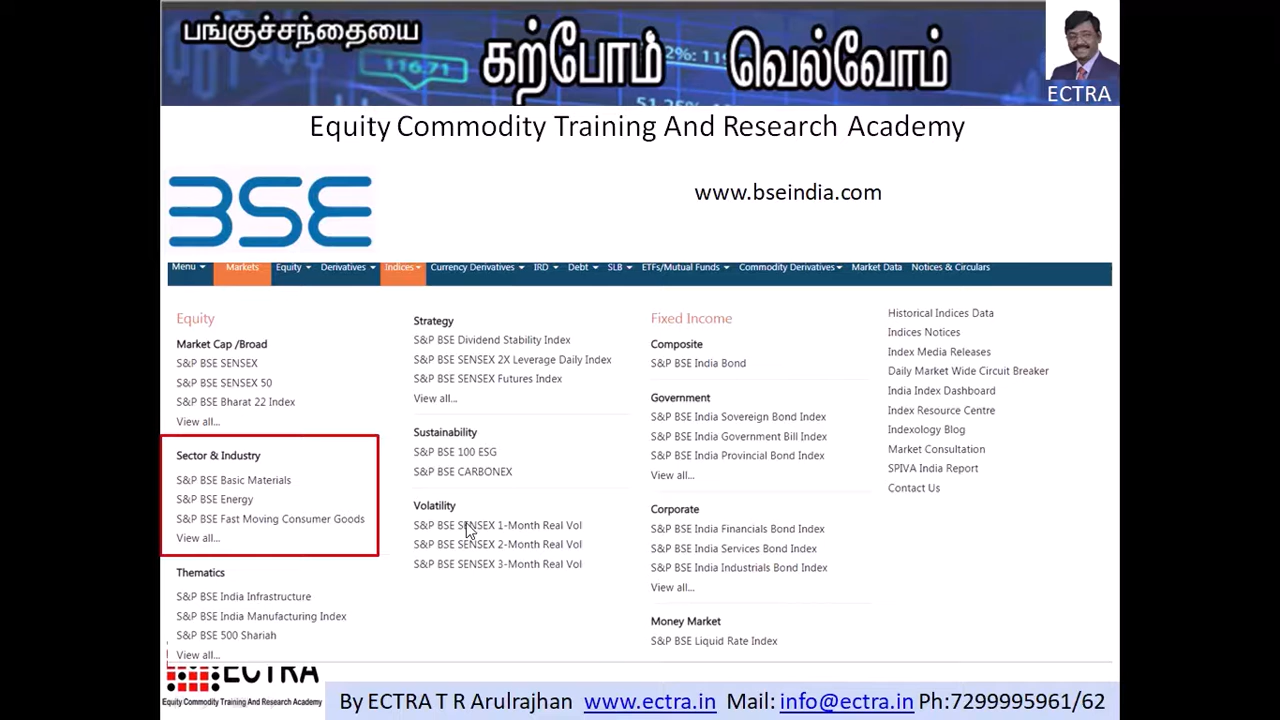 பங்குச்சந்தையை
கற்போம் வெல்வோம்
116.71
2%: 119
51.25%
ECTRA
Equity Commodity Training And Research Academy
BSE
www.bseindia.com
Menu Markets Equity Derivatives Indices Currency Derivatives IRD Debt SLB ETFs/Mutual Funds Commodity Derivatives Market Data Notices & Circulars
Equity
Market Cap /Broad
S&P BSE SENSEX
S&P BSE SENSEX 50
S&P BSE Bharat 22 Index
View all...
Sector & Industry
S&P BSE Basic Materials
S&P BSE Energy
S&P BSE Fast Moving Consumer Goods
View all...
Thematics
S&P BSE India Infrastructure
S&P BSE India Manufacturing Index
S&P BSE 500 Shariah
View all...
Strategy
S&P BSE Dividend Stability Index
S&P BSE SENSEX 2X Leverage Daily Index
S&P BSE SENSEX Futures Index
View all...
Sustainability
S&P BSE 100 ESG
S&P BSE CARBONEX
Volatility
S&P BSE SENSEX 1-Month Real Vol
S&P BSE SENSEX 2-Month Real Vol
S&P BSE SENSEX 3-Month Real Vol
Fixed Income
Composite
S&P BSE India Bond
Government
S&P BSE India Sovereign Bond Index
S&P BSE India Government Bill Index
S&P BSE India Provincial Bond Index
View all...
Corporate
S&P BSE India Financials Bond Index
S&P BSE India Services Bond Index
S&P BSE India Industrials Bond Index
View all...
Money Market
S&P BSE Liquid Rate Index
Historical Indices Data
Indices Notices
Index Media Releases
Daily Market Wide Circuit Breaker
India Index Dashboard
Index Resource Centre
Indexology Blog
Market Consultation
SPIVA India Report
Contact Us
ECTRA
Equity Commodity Training And Research Academy
By ECTRA T R Arulrajhan www.ectra.in Mail: info@ectra.in Ph:7299995961/62